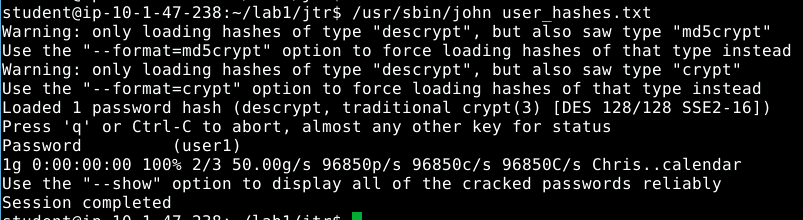 student@ip-10-1-47-238:~/lab1/jtr$ /usr/sbin/john user_hashes.txt
Warning: only loading hashes of type "descrypt", but also saw type "md5crypt"
Use the "--format=md5crypt" option to force loading hashes of that type instead
Warning: only loading hashes of type "descrypt", but also saw type "crypt"
Use the "--format=crypt" option to force loading hashes of that type instead
Loaded 1 password hash (descrypt, traditional crypt(3) [DES 128/128 SSE2-16])
Press 'q' or Ctrl-C to abort, almost any other key for status
Password         (user1)
1g 0:00:00:00 100% 2/3 50.00g/s 96850p/s 96850c/s 96850C/s Chris..calendar
Use the "--show" option to display all of the cracked passwords reliably
Session completed
student@ip-10-1-47-238:~/lab1/jtr$